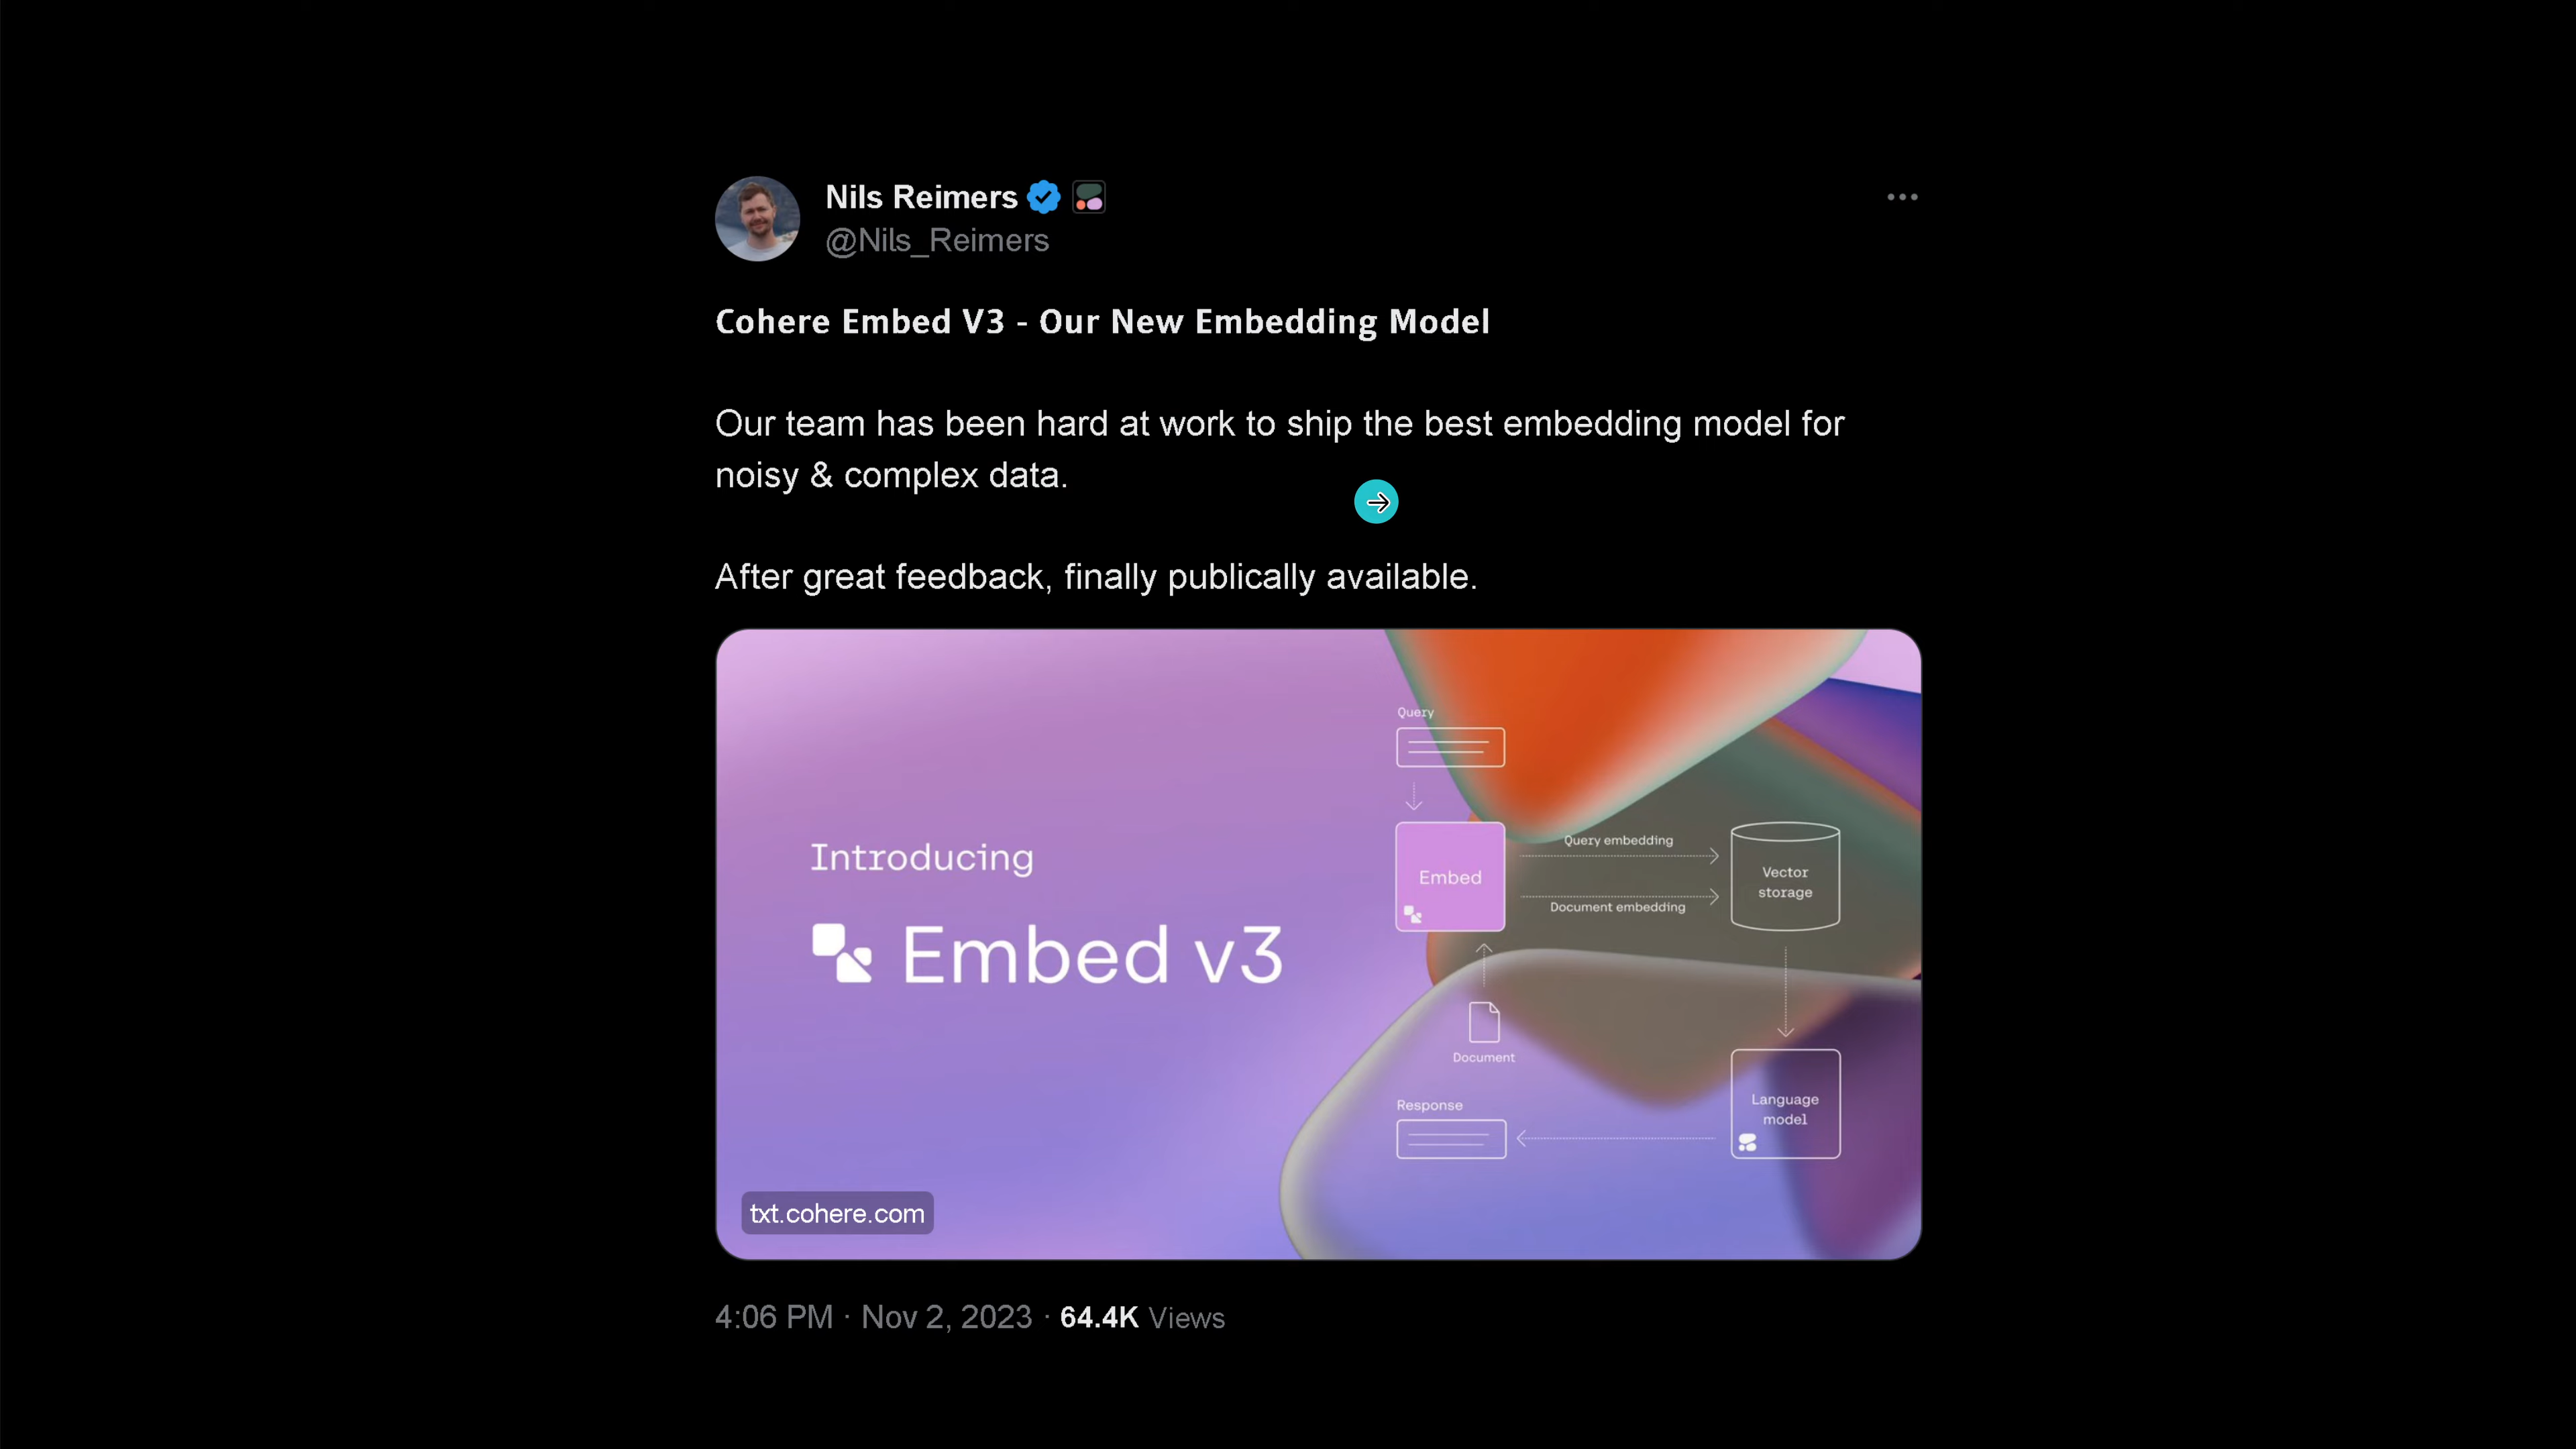 Nils Reimers
@Nils_Reimers
Cohere Embed V3 - Our New Embedding Model
Our team has been hard at work to ship the best embedding model for
noisy & complex data.
After great feedback, finally publically available.
Introducing
Embed v3
Query
Embed
Query embedding
Document embedding
Vector
storage
Document
Language
model
Response
txt.cohere.com
4:06 PM · Nov 2, 2023 · 64.4K Views